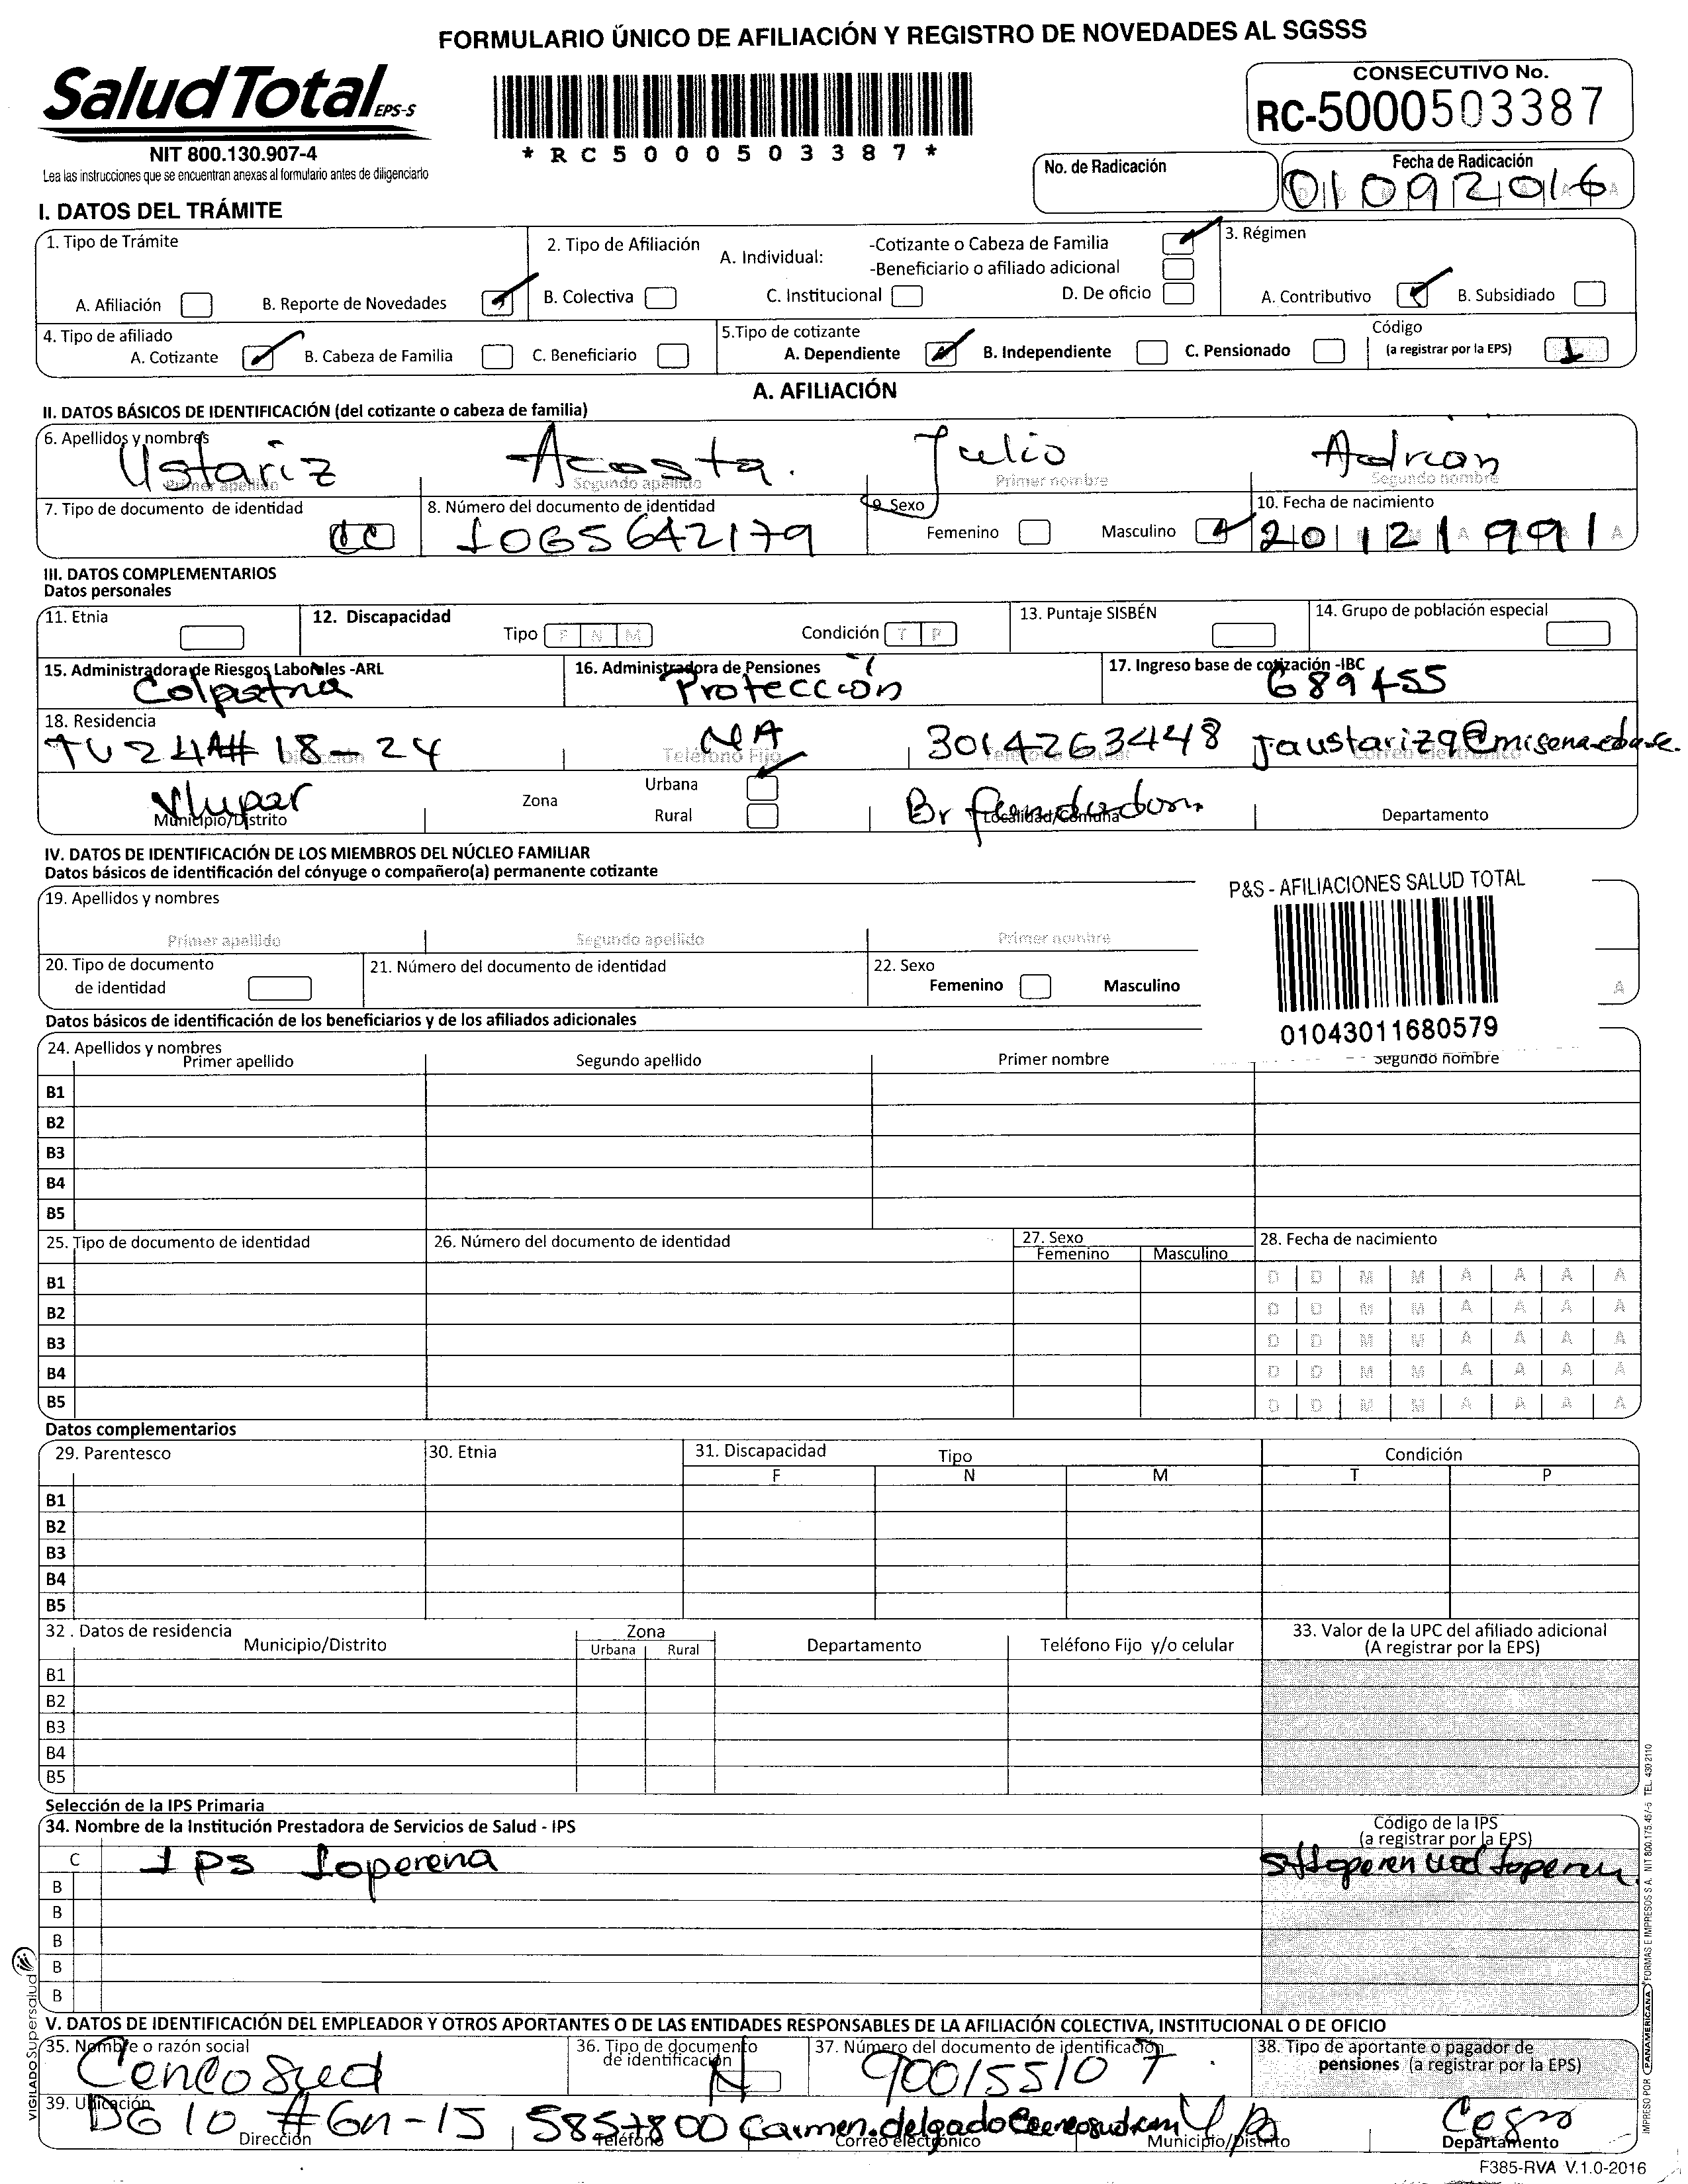 FORMULARIO ÚNICO DE AFILIACIÓN Y REGISTRO DE NOVEDADES AL SGSSS
SaludTotal EPS-S
NIT 800.130.907-4
Lea las instrucciones que se encuentran anexas al formulario antes de diligenciarlo
*RC5000503387*
CONSECUTIVO No.
RC-5000503387
No. de Radicación
Fecha de Radicación
01092016
I. DATOS DEL TRÁMITE
1. Tipo de Trámite
A. Afiliación B. Reporte de Novedades
2. Tipo de Afiliación A. Individual: -Cotizante o Cabeza de Familia
-Beneficiario o afiliado adicional
B. Colectiva C. Institucional D. De oficio
3. Régimen
A. Contributivo B. Subsidiado
4. Tipo de afiliado
A. Cotizante B. Cabeza de Familia C. Beneficiario
5.Tipo de cotizante
A. Dependiente B. Independiente C. Pensionado
Código
(a registrar por la EPS) 1
A. AFILIACIÓN
II. DATOS BÁSICOS DE IDENTIFICACIÓN (del cotizante o cabeza de familia)
6. Apellidos y nombres
Ustariz Acosta. Julio Adrian
Primer apellido Segundo apellido Primer nombre Segundo nombre
7. Tipo de documento de identidad
CC
8. Número del documento de identidad
1065642179
9. Sexo
Femenino Masculino
10. Fecha de nacimiento
20121991
III. DATOS COMPLEMENTARIOS
Datos personales
11. Etnia
12. Discapacidad
Tipo F N M Condición T P
13. Puntaje SISBÉN
14. Grupo de población especial
15. Administradora de Riesgos Laborales -ARL
Colpatria
16. Administradora de Pensiones
Protección
17. Ingreso base de cotización -IBC
689455
18. Residencia
TV 24A# 18-24 NA 3014263448
Dirección Teléfono Fijo Teléfono Celular Correo Electrónico
Vlupar Zona Urbana
Rural
Br
Municipio/Distrito Localidad/Comuna Departamento
IV. DATOS DE IDENTIFICACIÓN DE LOS MIEMBROS DEL NÚCLEO FAMILIAR
Datos básicos de identificación del cónyuge o compañero(a) permanente cotizante
P&S - AFILIACIONES SALUD TOTAL
01043011680579
19. Apellidos y nombres
Primer apellido Segundo apellido Primer nombre
20. Tipo de documento
de identidad
21. Número del documento de identidad
22. Sexo
Femenino Masculino
A
Datos básicos de identificación de los beneficiarios y de los afiliados adicionales
24. Apellidos y nombres
Primer apellido Segundo apellido Primer nombre Segundo nombre
B1
B2
B3
B4
B5
25. Tipo de documento de identidad 26. Número del documento de identidad 27. Sexo 28. Fecha de nacimiento
Femenino Masculino
B1 D D M M A A A A
B2 D D M M A A A A
B3 D D M M A A A A
B4 D D M M A A A A
B5 D D M M A A A A
Datos complementarios
29. Parentesco 30. Etnia 31. Discapacidad Tipo Condición
F N M T P
B1
B2
B3
B4
B5
32 . Datos de residencia
Municipio/Distrito Zona Departamento Teléfono Fijo y/o celular
Urbana Rural
33. Valor de la UPC del afiliado adicional
(A registrar por la EPS)
B1
B2
B3
B4
B5
Selección de la IPS Primaria
34. Nombre de la Institución Prestadora de Servicios de Salud - IPS
Código de la IPS
(a registrar por la EPS)
C Ips Loperena
B
B
B
B
B
V. DATOS DE IDENTIFICACIÓN DEL EMPLEADOR Y OTROS APORTANTES O DE LAS ENTIDADES RESPONSABLES DE LA AFILIACIÓN COLECTIVA, INSTITUCIONAL O DE OFICIO
35. Nombre o razón social
Cencosud
36. Tipo de documento
de identificación
N
37. Número del documento de identificación
900155107
38. Tipo de aportante o pagador de
pensiones (a registrar por la EPS)
39. Ubicación
DG 10 #6n-15 5857800
Dirección Teléfono Correo electrónico Municipio/Distrito Departamento
F385-RVA V.1.0-2016
VIGILADO Supersalud
IMPRESO POR PANAMERICANA FORMAS E IMPRESOS S.A. NIT 800.175.457-5 TEL. 4302110